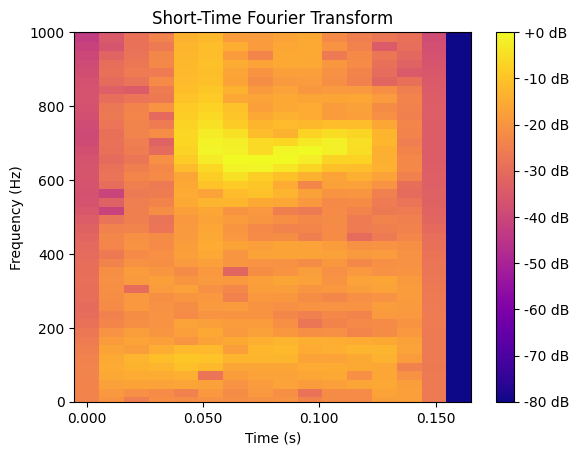 Short-Time Fourier Transform
1000
800
600
400
200
0
Frequency (Hz)
0.000
0.050
0.100
0.150
Time (s)
+0 dB
-10 dB
-20 dB
-30 dB
-40 dB
-50 dB
-60 dB
-70 dB
-80 dB